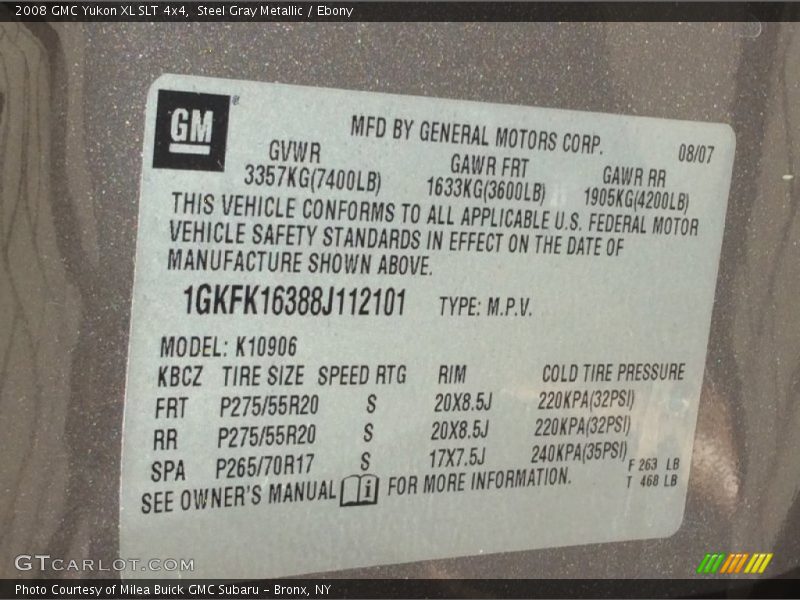 2008 GMC Yukon XL SLT 4x4, Steel Gray Metallic / Ebony
GM
MFD BY GENERAL MOTORS CORP. 08/07
GVWR GAWR FRT GAWR RR
3357KG(7400LB) 1633KG(3600LB) 1905KG(4200LB)
THIS VEHICLE CONFORMS TO ALL APPLICABLE U.S. FEDERAL MOTOR
VEHICLE SAFETY STANDARDS IN EFFECT ON THE DATE OF
MANUFACTURE SHOWN ABOVE.
1GKFK16388J112101 TYPE: M.P.V.
MODEL: K10906
KBCZ TIRE SIZE SPEED RTG RIM COLD TIRE PRESSURE
FRT P275/55R20 S 20X8.5J 220KPA(32PSI)
RR P275/55R20 S 20X8.5J 220KPA(32PSI)
SPA P265/70R17 S 17X7.5J 240KPA(35PSI)
F 263 LB
T 468 LB
SEE OWNER'S MANUAL i FOR MORE INFORMATION.
GTCARLOT.COM
Photo Courtesy of Milea Buick GMC Subaru - Bronx, NY